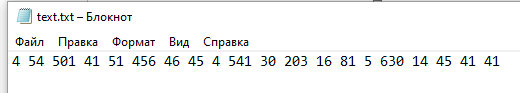 text.txt – Блокнот
Файл Правка Формат Вид Справка
4 54 501 41 51 456 46 45 4 541 30 203 16 81 5 630 14 45 41 41